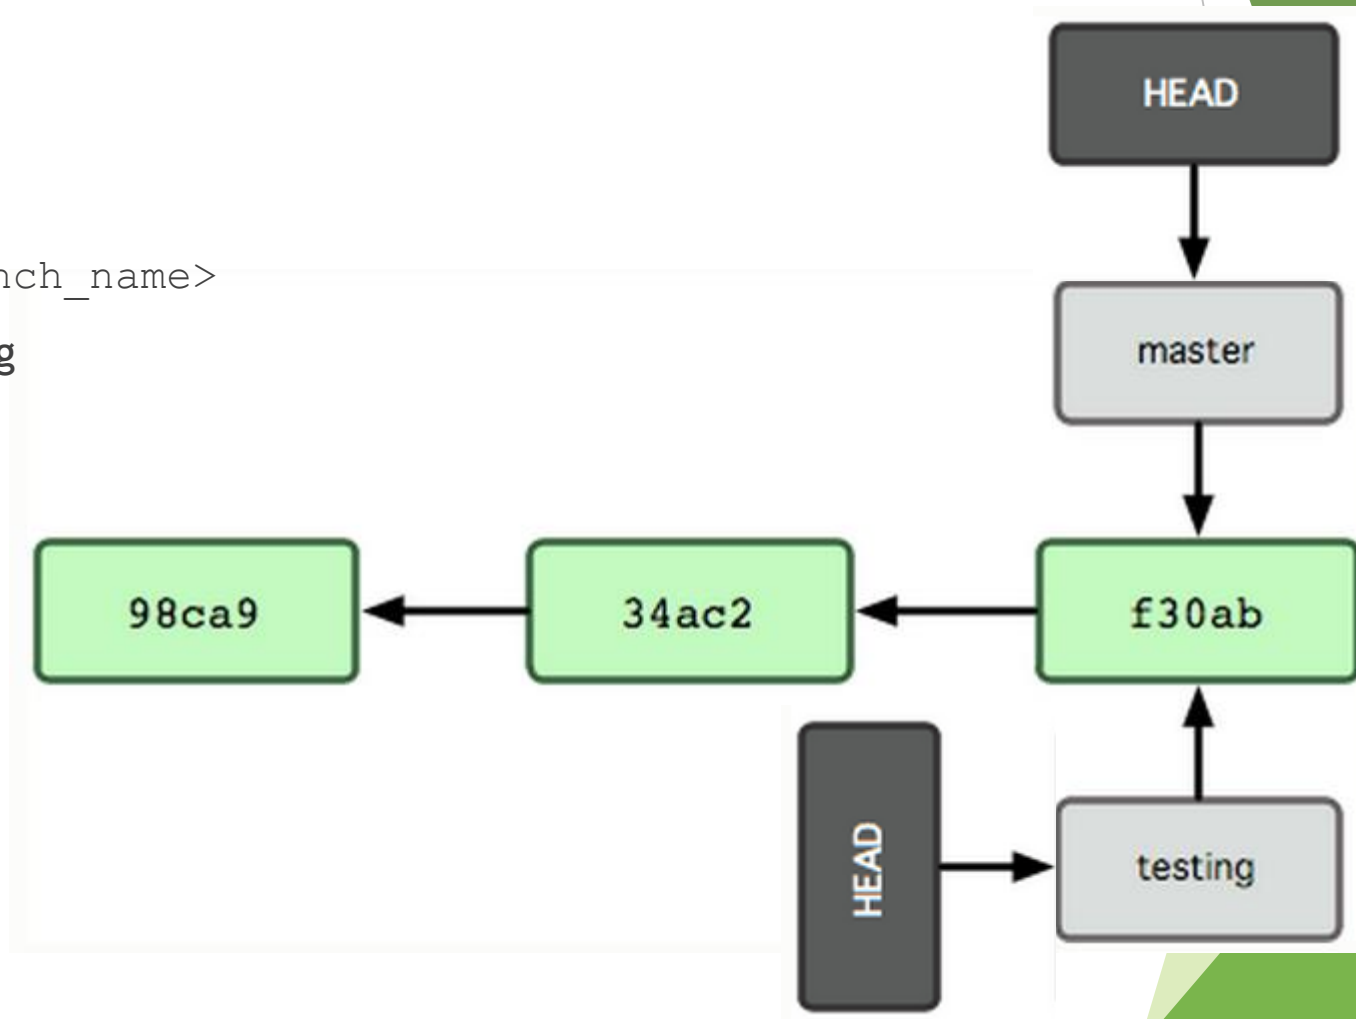 HEAD
nch_name>
g
master
98ca9
34ac2
f30ab
HEAD
testing